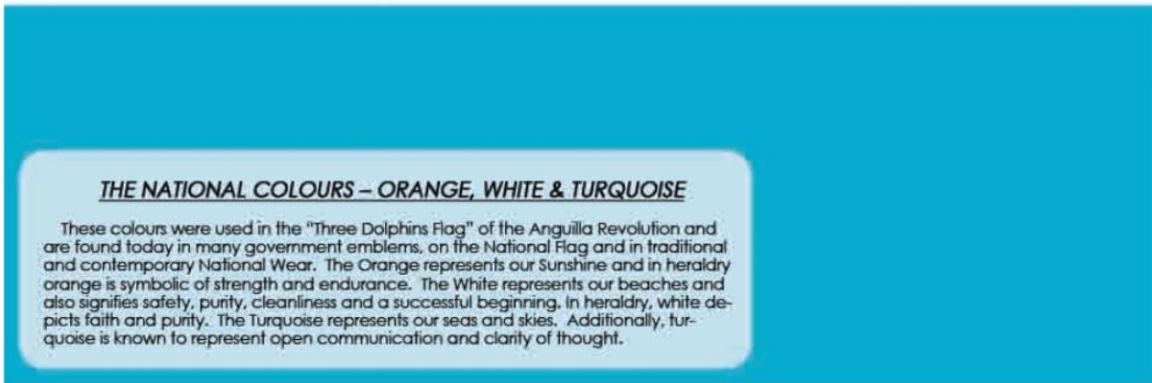 THE NATIONAL COLOURS – ORANGE, WHITE & TURQUOISE
These colours were used in the "Three Dolphins Flag" of the Anguilla Revolution and
are found today in many government emblems, on the National Flag and in traditional
and contemporary National Wear. The Orange represents our Sunshine and in heraldry
orange is symbolic of strength and endurance. The White represents our beaches and
also signifies safety, purity, cleanliness and a successful beginning. In heraldry, white de-
picts faith and purity. The Turquoise represents our seas and skies. Additionally, tur-
quoise is known to represent open communication and clarity of thought.